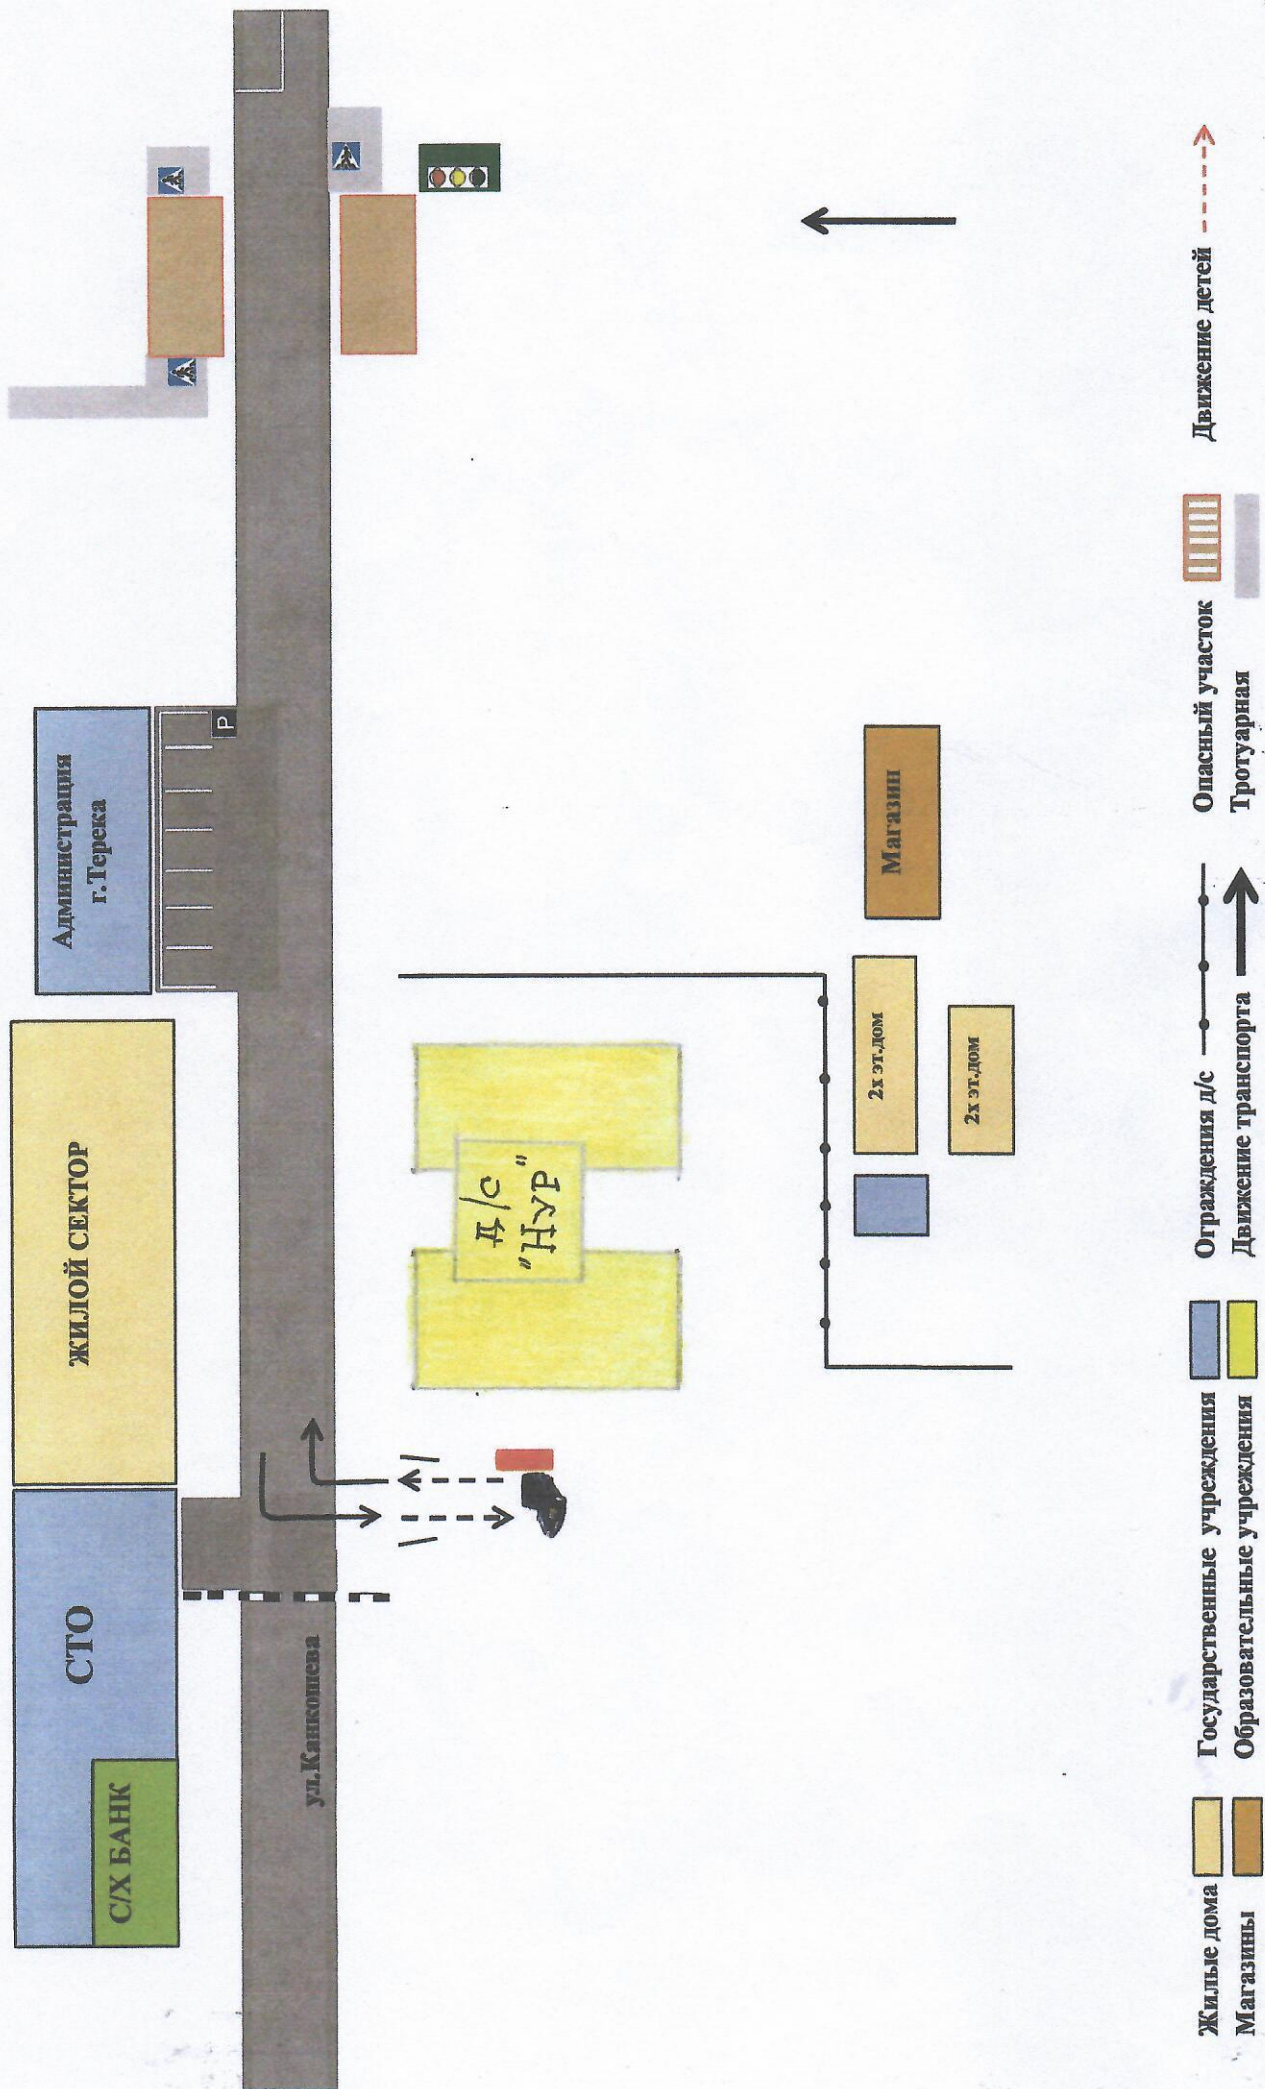 С/Х БАНК
СТО
ЖИЛОЙ СЕКТОР
Администрация
г.Терека
P
ул.Канкошева
д/с
"НУР"
2х эт.дом
2х эт.дом
Магазин
Жилые дома
Магазины
Государственные учреждения
Образовательные учреждения
Ограждения д/с
Движение транспорта
Опасный участок
Тротуарная
Движение детей